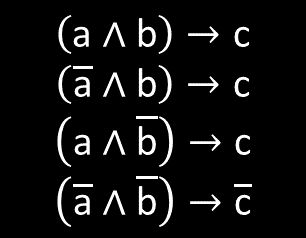 (a ∧ b) → c
(a̅ ∧ b) → c
(a ∧ b̅) → c
(a̅ ∧ b̅) → c̅